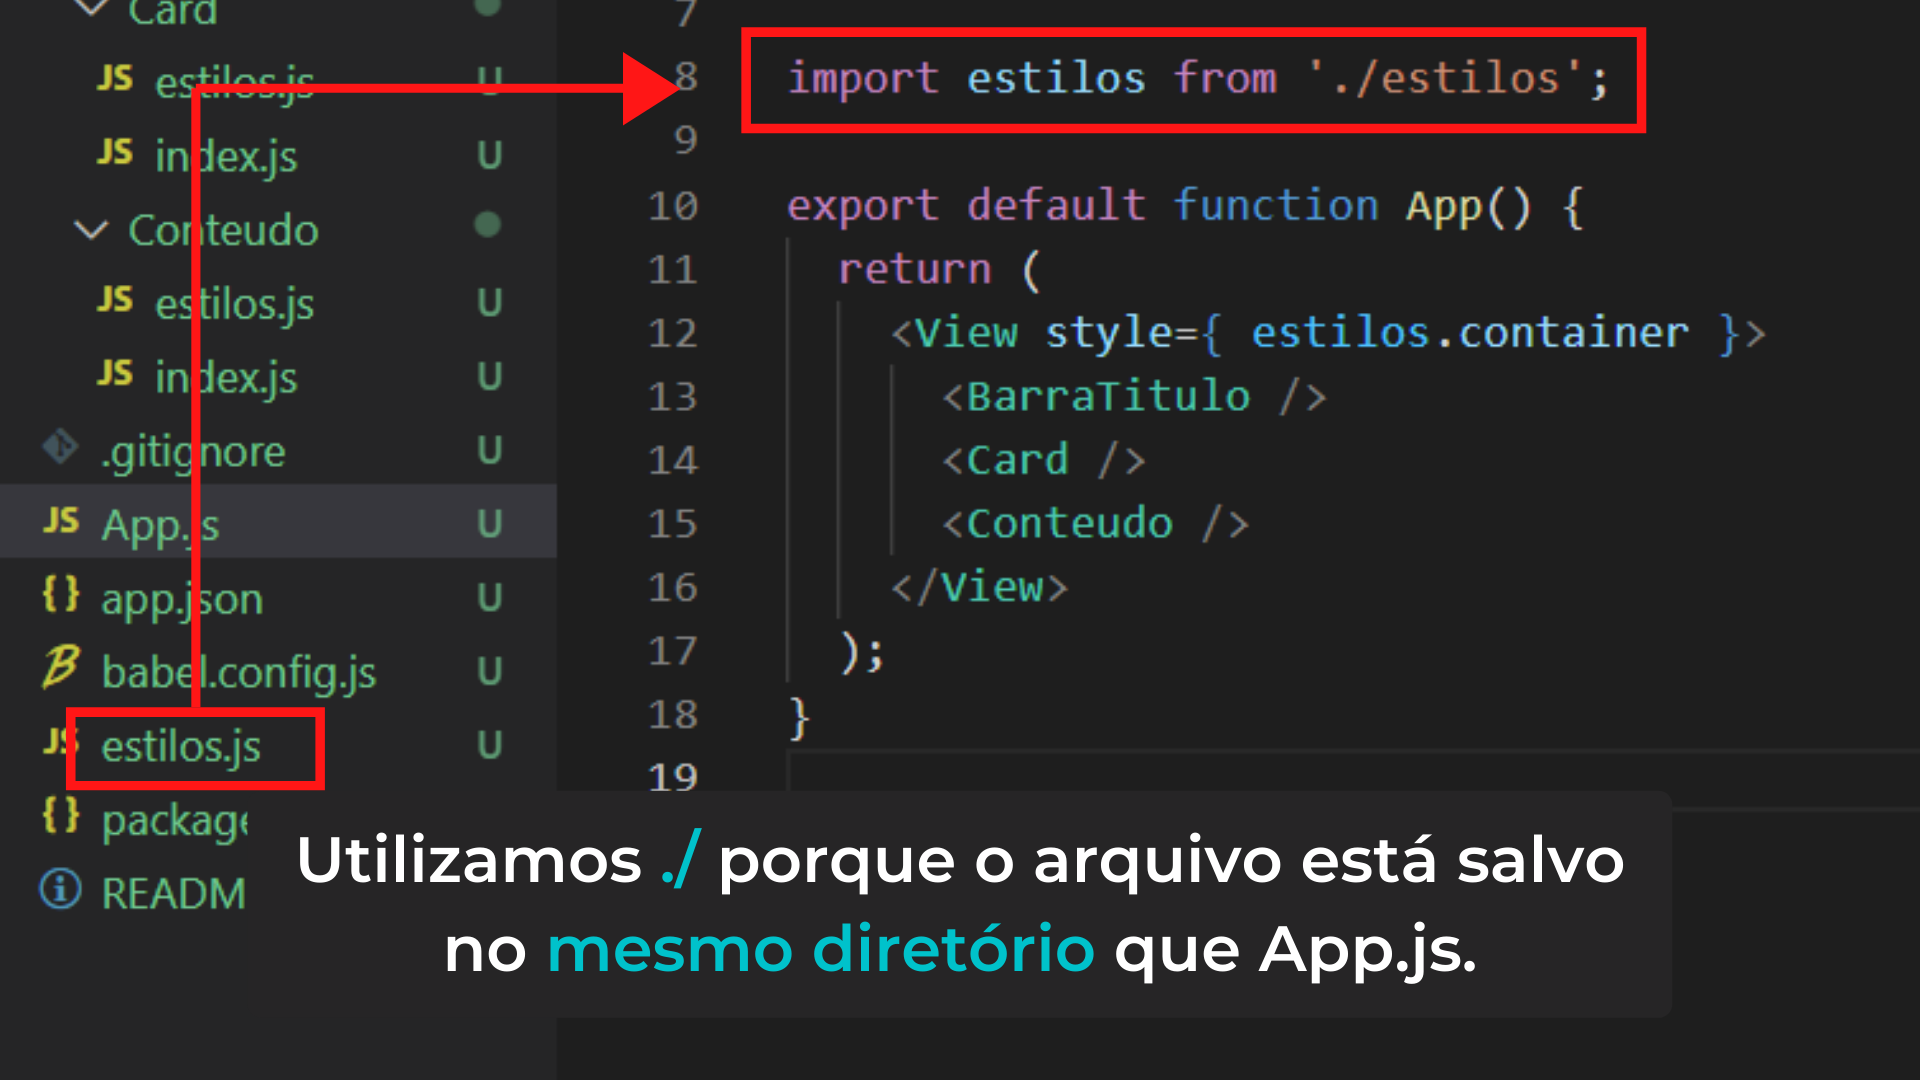 Card
JS estilos.js U
JS index.js U
Conteudo
JS estilos.js U
JS index.js U
.gitignore U
JS App.js U
{} app.json U
B babel.config.js U
JS estilos.js U
{} package
README
7
8 import estilos from './estilos';
9
10 export default function App() {
11 return (
12 <View style={ estilos.container }>
13 <BarraTitulo />
14 <Card />
15 <Conteudo />
16 </View>
17 );
18 }
19
Utilizamos ./ porque o arquivo está salvo
no mesmo diretório que App.js.